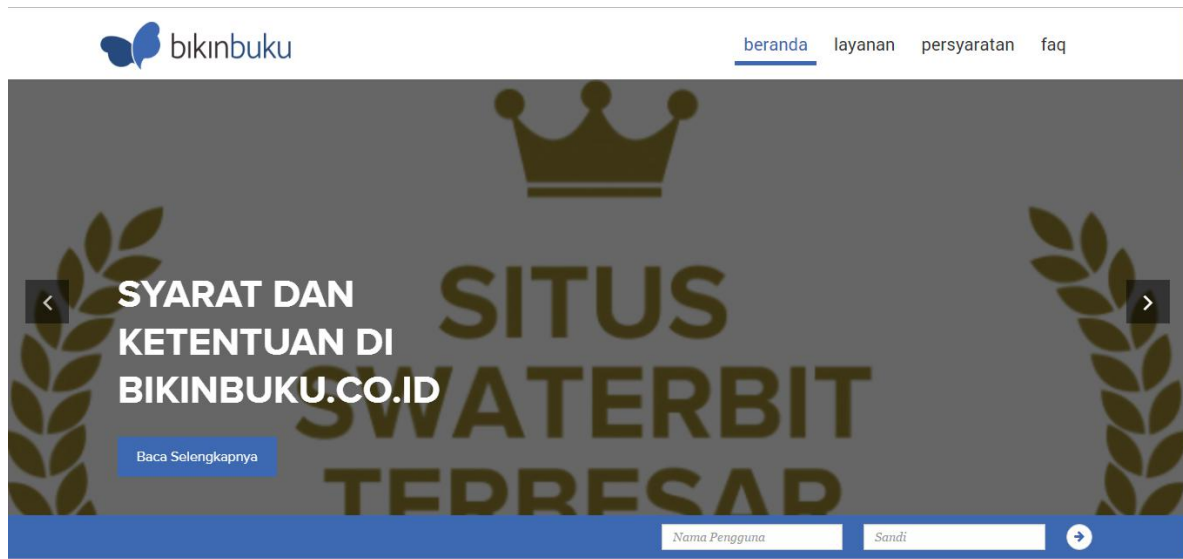 bikinbuku
beranda layanan persyaratan faq
SITUS
SWATERBIT
TERBESAR
SYARAT DAN
KETENTUAN DI
BIKINBUKU.CO.ID
Baca Selengkapnya
Nama Pengguna Sandi